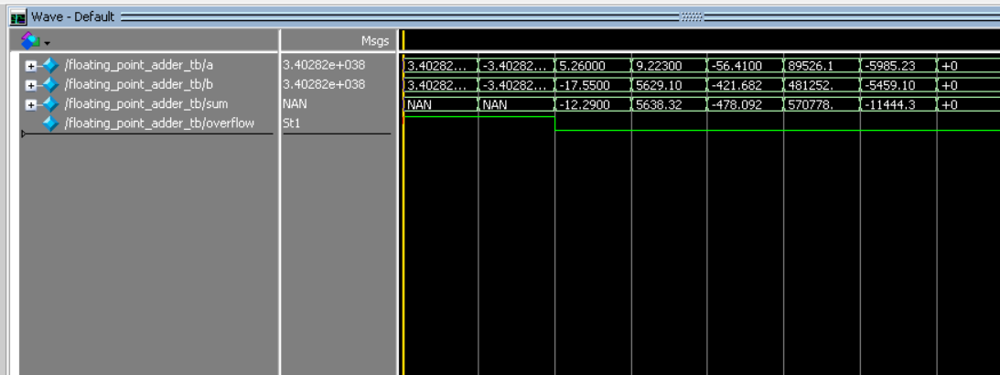 Wave - Default
Msgs
/floating_point_adder_tb/a 3.40282e+038 3.40282... -3.40282... 5.26000 9.22300 -56.4100 89526.1 -5985.23 +0
/floating_point_adder_tb/b 3.40282e+038 3.40282... -3.40282... -17.5500 5629.10 -421.682 481252. -5459.10 +0
/floating_point_adder_tb/sum NAN NAN NAN -12.2900 5638.32 -478.092 570778. -11444.3 +0
/floating_point_adder_tb/overflow St1